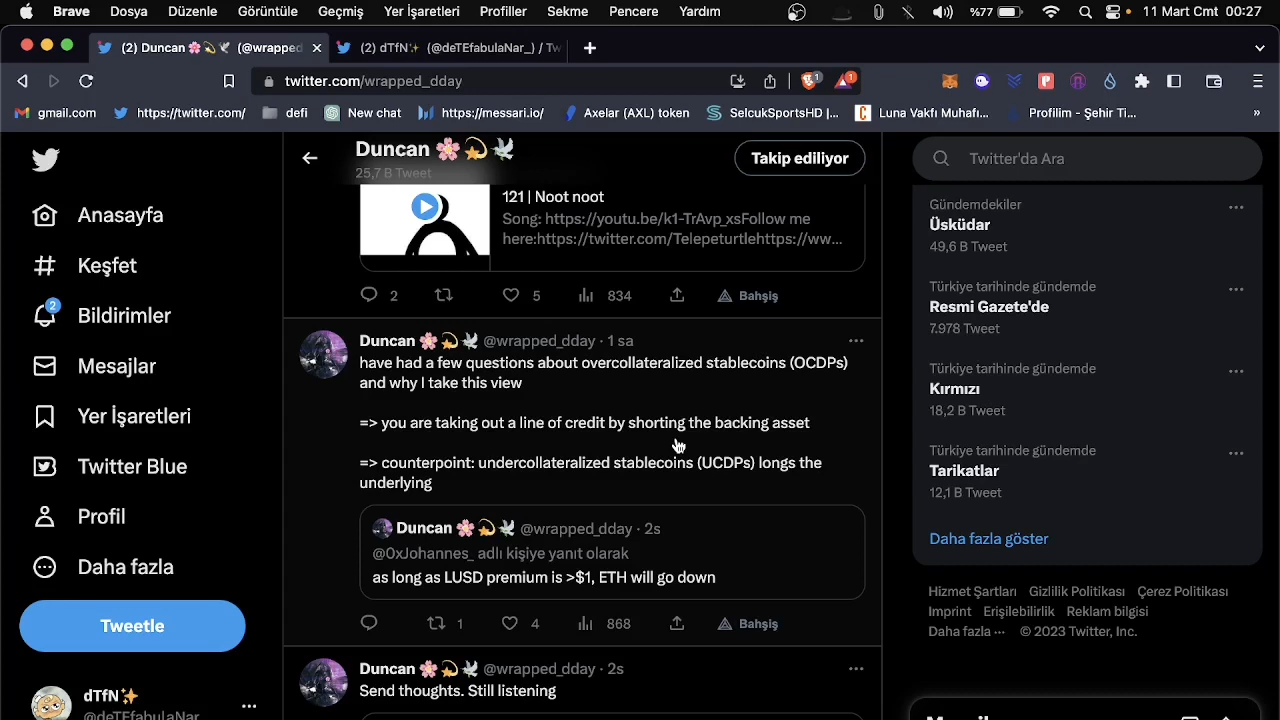 Brave Dosya Düzenle Görüntüle Geçmiş Yer İşaretleri Profiller Sekme Pencere Yardım %77 11 Mart Cmt 00:27
(2) Duncan 🌸💫🕊 (@wrapped (2) dTfN✨ (@deTEfabulaNar_) / Tw
twitter.com/wrapped_dday 1 1
gmail.com https://twitter.com/ defi New chat https://messari.io/ Axelar (AXL) token SelcukSportsHD |... Luna Vakfı Muhafı... Profilim - Şehir Ti... »
Duncan 🌸💫🕊
25,7 B Tweet
Takip ediliyor
Twitter'da Ara
Anasayfa
Keşfet
2
Bildirimler
Mesajlar
Yer İşaretleri
Twitter Blue
Profil
Daha fazla
Tweetle
dTfN✨
@deTEfabulaNar
121 | Noot noot
Song: https://youtu.be/k1-TrAvp_xsFollow me
here:https://twitter.com/Telepeturtlehttps://ww...
2 5 834 Bahşiş
Duncan 🌸💫🕊 @wrapped_dday · 1 sa
have had a few questions about overcollateralized stablecoins (OCDPs)
and why I take this view
=> you are taking out a line of credit by shorting the backing asset
=> counterpoint: undercollateralized stablecoins (UCDPs) longs the
underlying
Duncan 🌸💫🕊 @wrapped_dday · 2s
@0xJohannes_ adlı kişiye yanıt olarak
as long as LUSD premium is >$1, ETH will go down
1 4 868 Bahşiş
Duncan 🌸💫🕊 @wrapped_dday · 2s
Send thoughts. Still listening
Gündemdekiler
Üsküdar
49,6 B Tweet
Türkiye tarihinde gündemde
Resmi Gazete'de
7.978 Tweet
Türkiye tarihinde gündemde
Kırmızı
18,2 B Tweet
Türkiye tarihinde gündemde
Tarikatlar
12,1 B Tweet
Daha fazla göster
Hizmet Şartları Gizlilik Politikası Çerez Politikası
Imprint Erişilebilirlik Reklam bilgisi
Daha fazla ··· © 2023 Twitter, Inc.